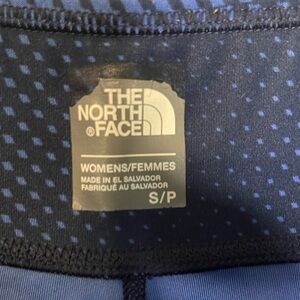 THE
NORTH
®FACE
WOMENS/FEMMES
MADE IN EL SALVADOR
FABRIQUÉ AU SALVADOR
S/P